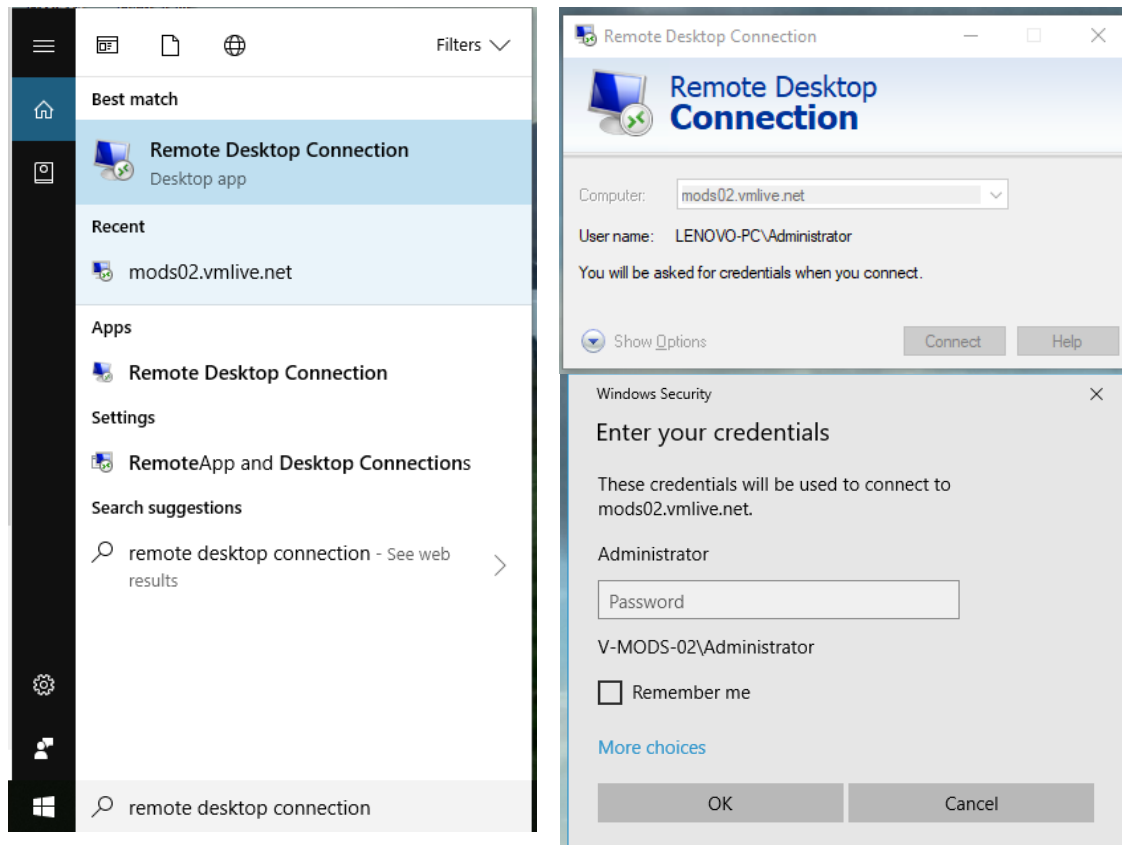 Filters
Best match
Remote Desktop Connection
Desktop app
Recent
mods02.vmlive.net
Apps
Remote Desktop Connection
Settings
RemoteApp and Desktop Connections
Search suggestions
remote desktop connection - See web
results
remote desktop connection
Remote Desktop Connection
Remote Desktop
Connection
Computer: mods02.vmlive.net
User name: LENOVO-PC\Administrator
You will be asked for credentials when you connect.
Show Options Connect Help
Windows Security
Enter your credentials
These credentials will be used to connect to
mods02.vmlive.net.
Administrator
Password
V-MODS-02\Administrator
Remember me
More choices
OK Cancel